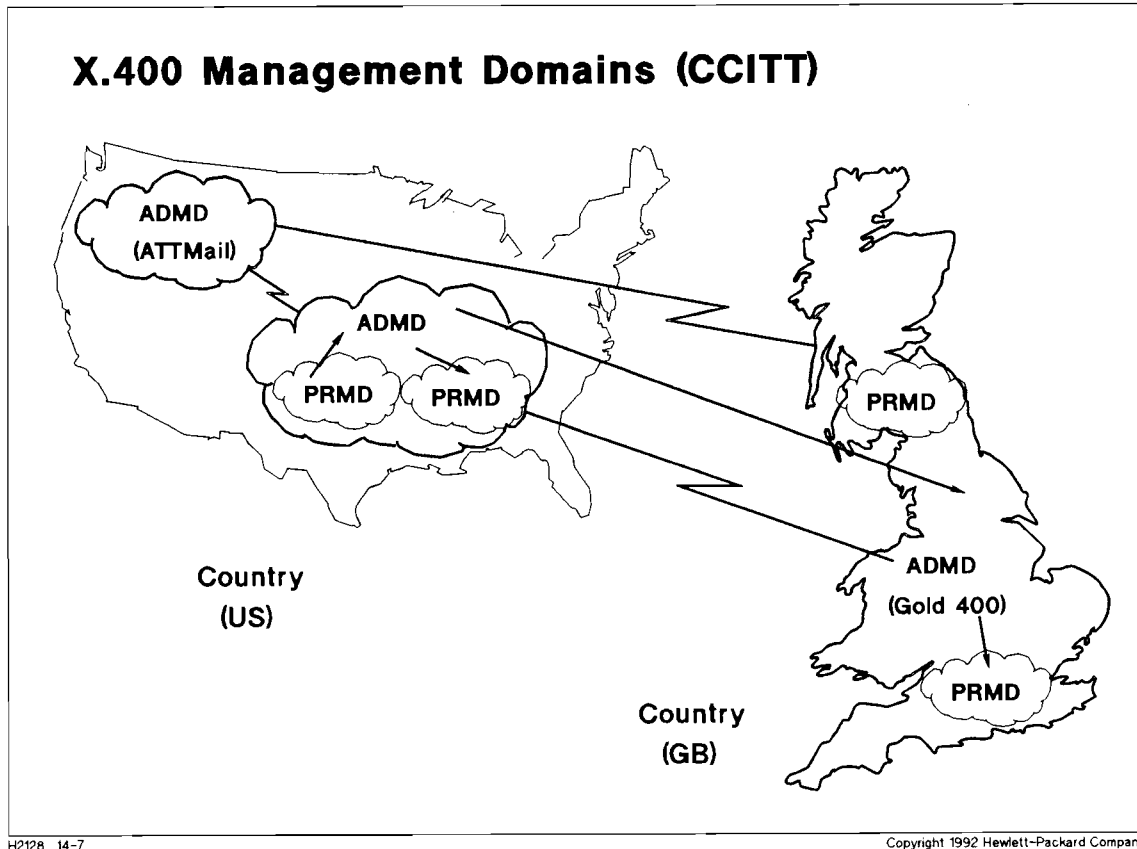 X.400 Management Domains (CCITT)
ADMD
(ATTMail)
ADMD
PRMD
PRMD
PRMD
ADMD
(Gold 400)
PRMD
Country
(US)
Country
(GB)
H2128 14-7
Copyright 1992 Hewlett-Packard Compan